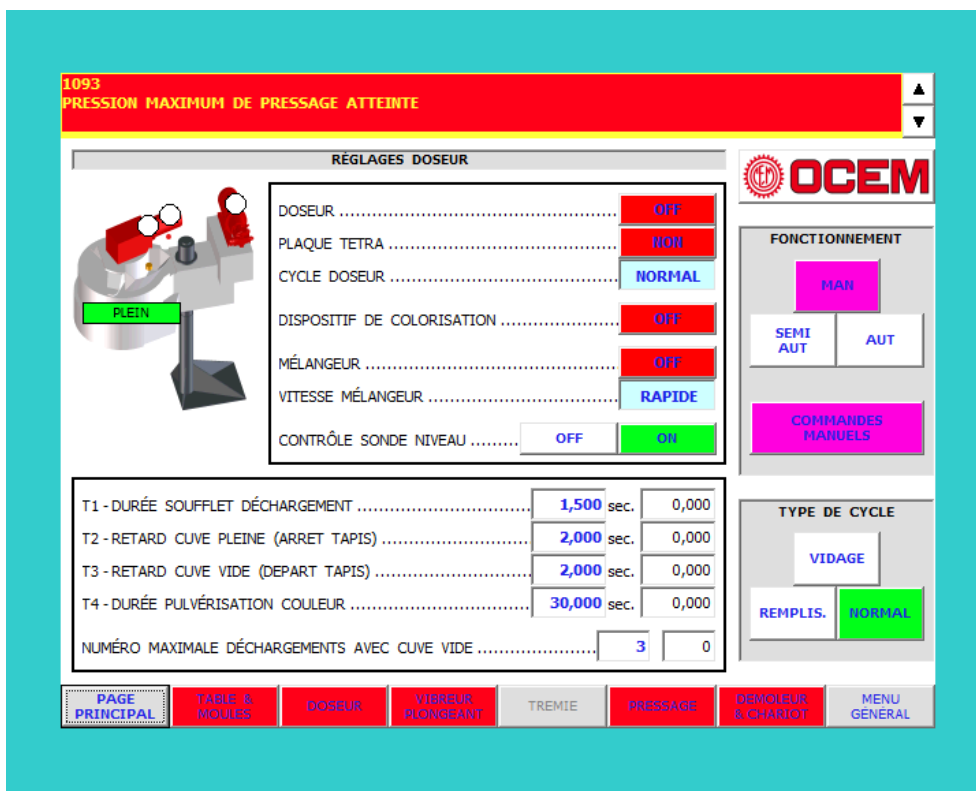 1093
PRESSION MAXIMUM DE PRESSAGE ATTEINTE
▲
▼
RÉGLAGES DOSEUR
OCEM
PLEIN
DOSEUR .................................................. OFF
PLAQUE TETRA ......................................... NON
CYCLE DOSEUR ......................................... NORMAL
DISPOSITIF DE COLORISATION ...................... OFF
MÉLANGEUR ............................................. OFF
VITESSE MÉLANGEUR .................................. RAPIDE
CONTRÔLE SONDE NIVEAU ......... OFF ON
FONCTIONNEMENT
MAN
SEMI
AUT
AUT
COMMANDES
MANUELS
T1 - DURÉE SOUFFLET DÉCHARGEMENT ............................... 1,500 sec. 0,000
T2 - RETARD CUVE PLEINE (ARRET TAPIS) .......................... 2,000 sec. 0,000
T3 - RETARD CUVE VIDE (DEPART TAPIS) ............................ 2,000 sec. 0,000
T4 - DURÉE PULVÉRISATION COULEUR ................................ 30,000 sec. 0,000
NUMÉRO MAXIMALE DÉCHARGEMENTS AVEC CUVE VIDE ...................... 3 0
TYPE DE CYCLE
VIDAGE
REMPLIS.
NORMAL
PAGE
PRINCIPAL
TABLE &
MOULES
DOSEUR
VIBREUR
PLONGEANT
TREMIE
PRESSAGE
DEMOLEUR
& CHARIOT
MENU
GÉNÉRAL